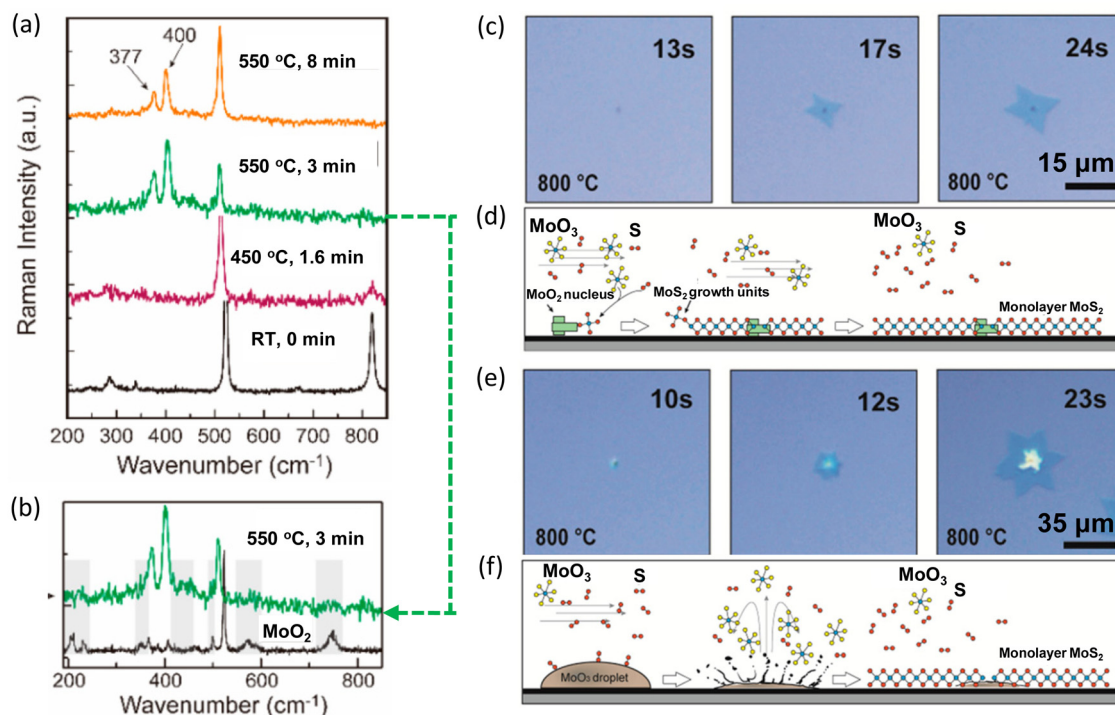 (a)
377
400
550 °C, 8 min
550 °C, 3 min
450 °C, 1.6 min
RT, 0 min
Raman Intensity (a.u.)
200 300 400 500 600 700 800
Wavenumber (cm-1)
(b)
550 °C, 3 min
MoO2
200 400 600 800
Wavenumber (cm-1)
(c)
13s
17s
24s
800 °C
800 °C
15 µm
(d)
MoO3 S
MoO2 nucleus
MoS2 growth units
MoO3 S
Monolayer MoS2
(e)
10s
12s
23s
800 °C
800 °C
35 µm
(f)
MoO3 S
MoO3 droplet
MoO3 S
Monolayer MoS2